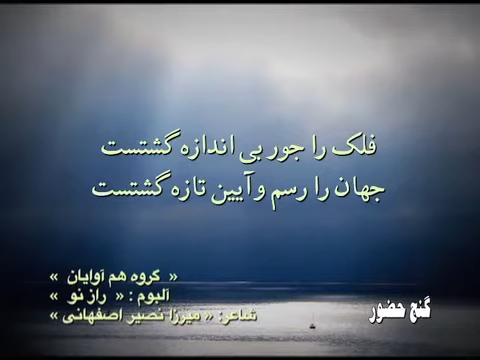 فلک را جور بی اندازه گشتست
جهان را رسم و آیین تازه گشتست
« گروه هم آوایان »
آلبوم : « راز نو »
شاعر: « میرزا نصیر اصفهانی »
گنج حضور